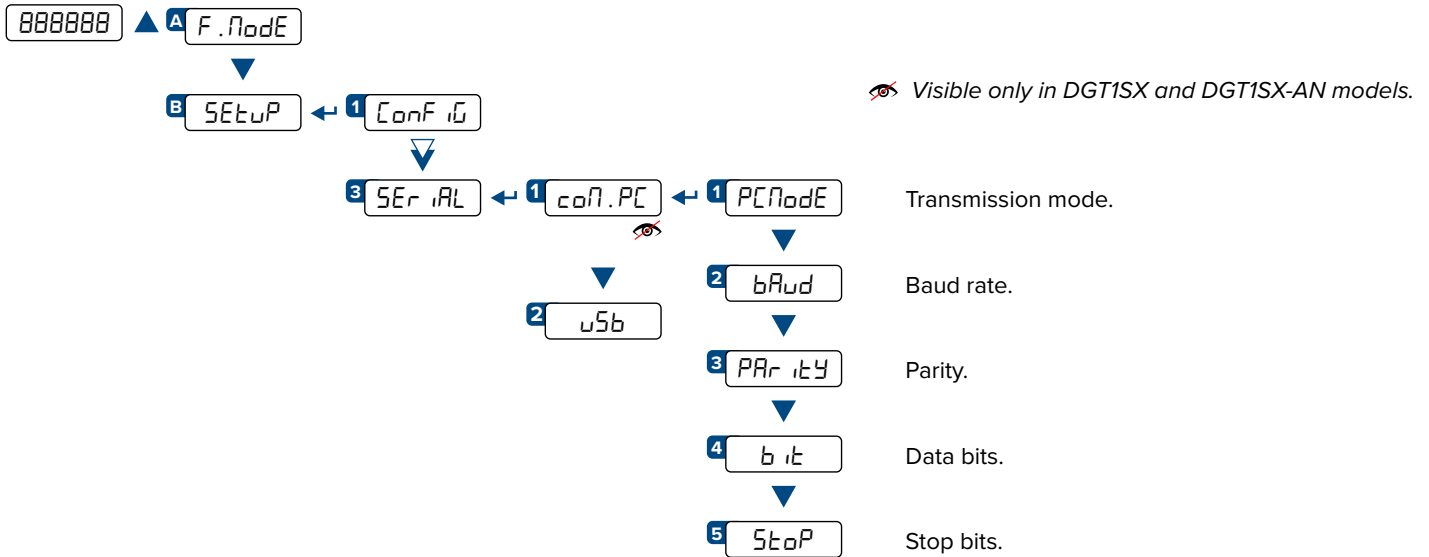 888888 A F.ModE
B SEtuP 1 ConFiG
Visible only in DGT1SX and DGT1SX-AN models.
3 SEriAL 1 coM.PC 1 PCModE Transmission mode.
2 bAud Baud rate.
2 uSb
3 PAritY Parity.
4 bit Data bits.
5 StoP Stop bits.